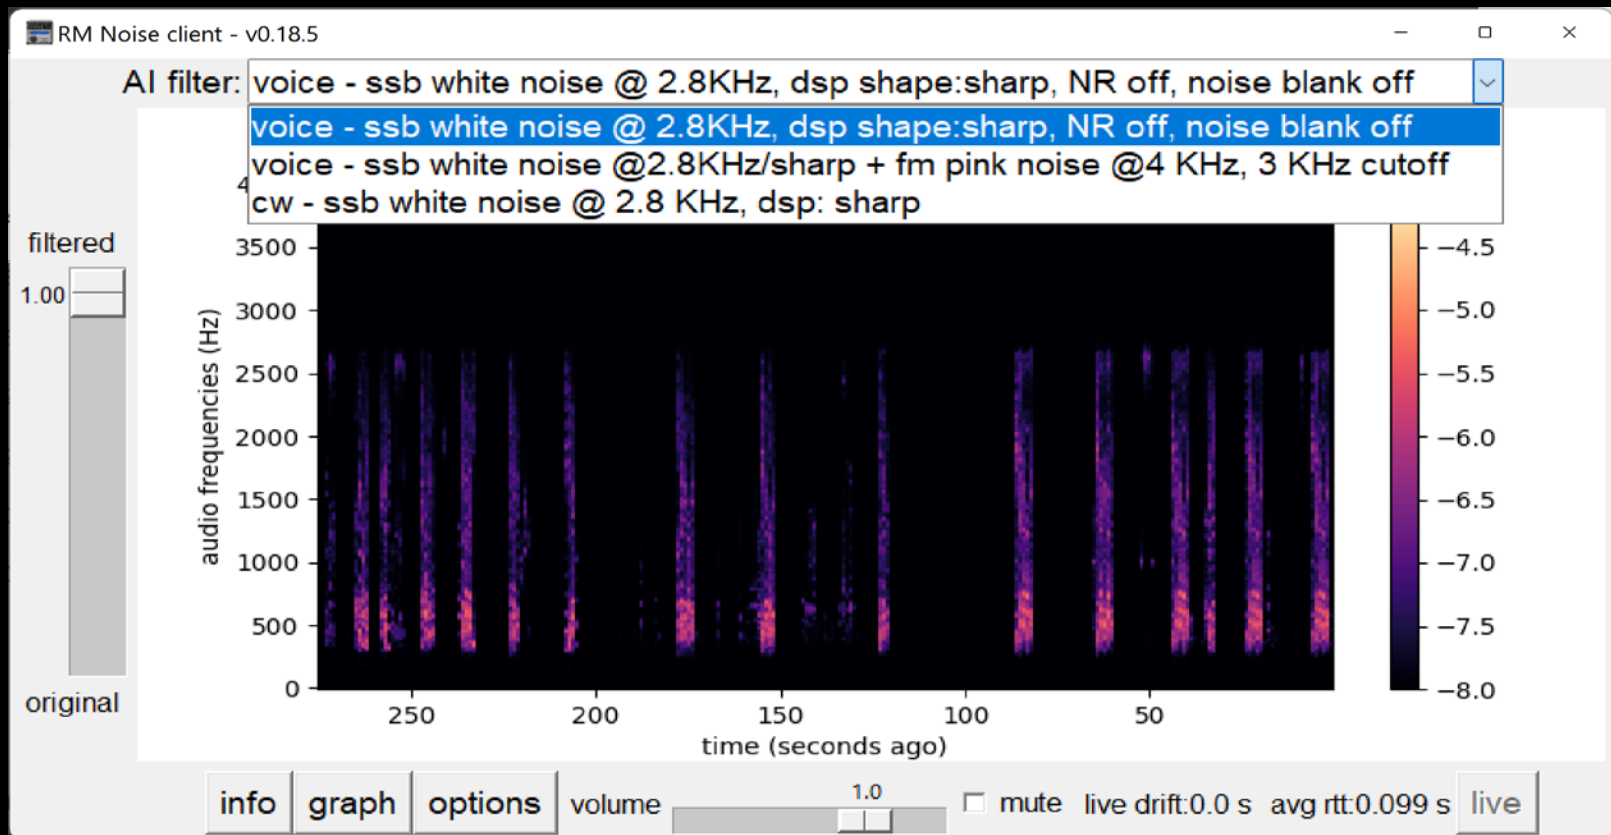 RM Noise client - v0.18.5
AI filter: voice - ssb white noise @ 2.8KHz, dsp shape:sharp, NR off, noise blank off
voice - ssb white noise @ 2.8KHz, dsp shape:sharp, NR off, noise blank off
voice - ssb white noise @2.8KHz/sharp + fm pink noise @4 KHz, 3 KHz cutoff
cw - ssb white noise @ 2.8 KHz, dsp: sharp
filtered
1.00
original
audio frequencies (Hz)
4
3500
3000
2500
2000
1500
1000
500
0
250 200 150 100 50
time (seconds ago)
−4.5
−5.0
−5.5
−6.0
−6.5
−7.0
−7.5
−8.0
info graph options volume 1.0 mute live drift:0.0 s avg rtt:0.099 s live